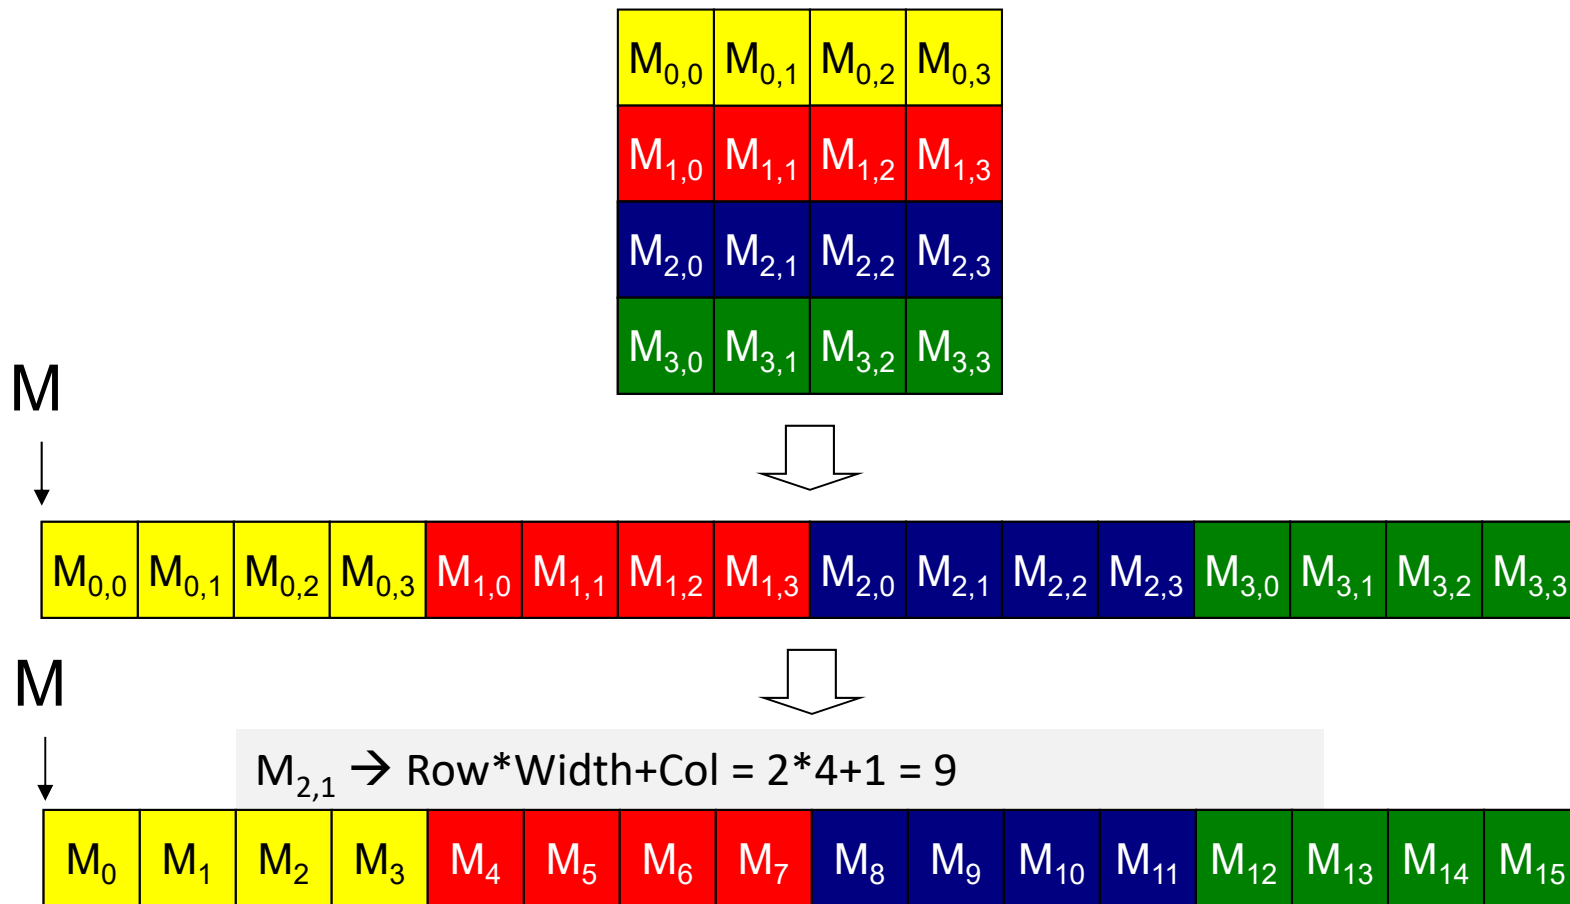 M0,0 M0,1 M0,2 M0,3
M1,0 M1,1 M1,2 M1,3
M2,0 M2,1 M2,2 M2,3
M3,0 M3,1 M3,2 M3,3
M
M0,0 M0,1 M0,2 M0,3 M1,0 M1,1 M1,2 M1,3 M2,0 M2,1 M2,2 M2,3 M3,0 M3,1 M3,2 M3,3
M
M2,1 → Row*Width+Col = 2*4+1 = 9
M0 M1 M2 M3 M4 M5 M6 M7 M8 M9 M10 M11 M12 M13 M14 M15